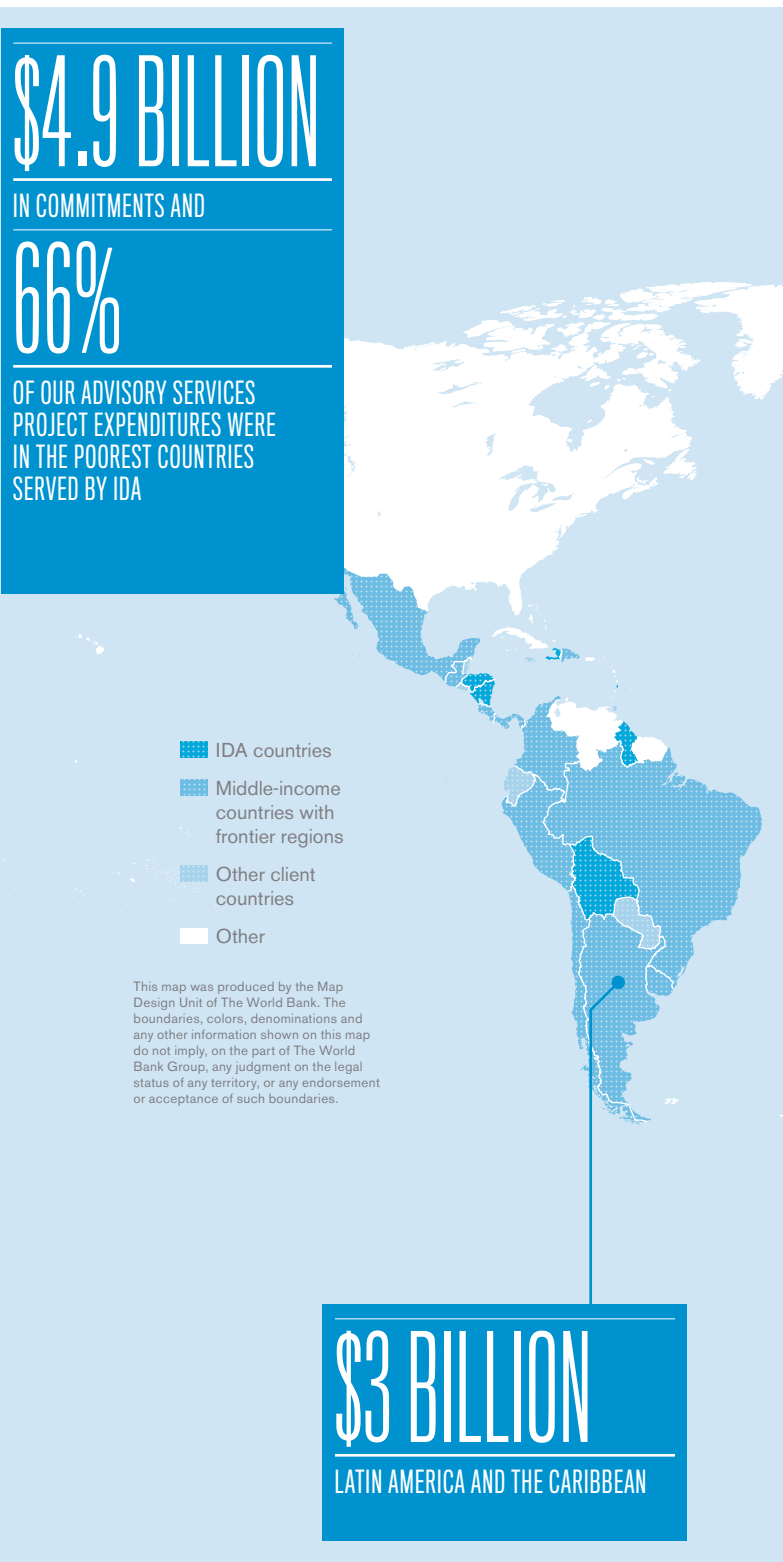 $4.9 BILLION
IN COMMITMENTS AND
66%
OF OUR ADVISORY SERVICES
PROJECT EXPENDITURES WERE
IN THE POOREST COUNTRIES
SERVED BY IDA
IDA countries
Middle-income
countries with
frontier regions
Other client
countries
Other
This map was produced by the Map
Design Unit of The World Bank. The
boundaries, colors, denominations and
any other information shown on this map
do not imply, on the part of The World
Bank Group, any judgment on the legal
status of any territory, or any endorsement
or acceptance of such boundaries.
$3 BILLION
LATIN AMERICA AND THE CARIBBEAN